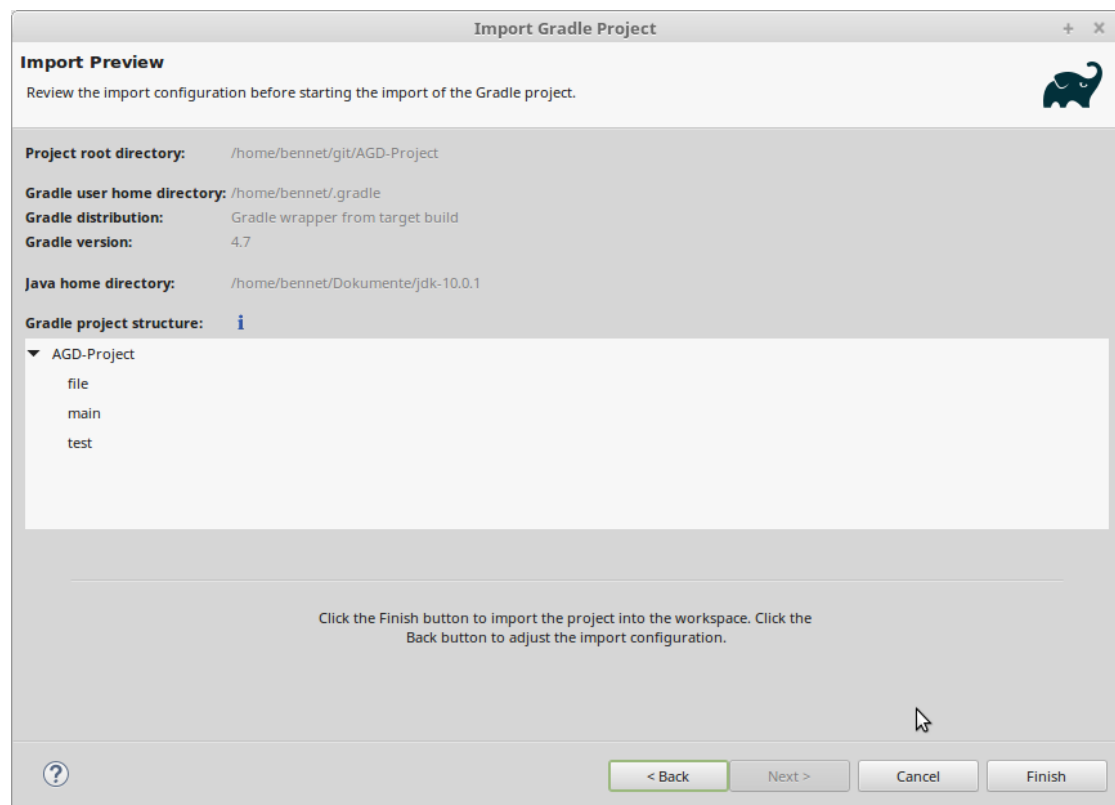 Import Gradle Project
Import Preview
Review the import configuration before starting the import of the Gradle project.
Project root directory: /home/bennet/git/AGD-Project
Gradle user home directory: /home/bennet/.gradle
Gradle distribution: Gradle wrapper from target build
Gradle version: 4.7
Java home directory: /home/bennet/Dokumente/jdk-10.0.1
Gradle project structure: i
AGD-Project
file
main
test
Click the Finish button to import the project into the workspace. Click the
Back button to adjust the import configuration.
? < Back Next > Cancel Finish